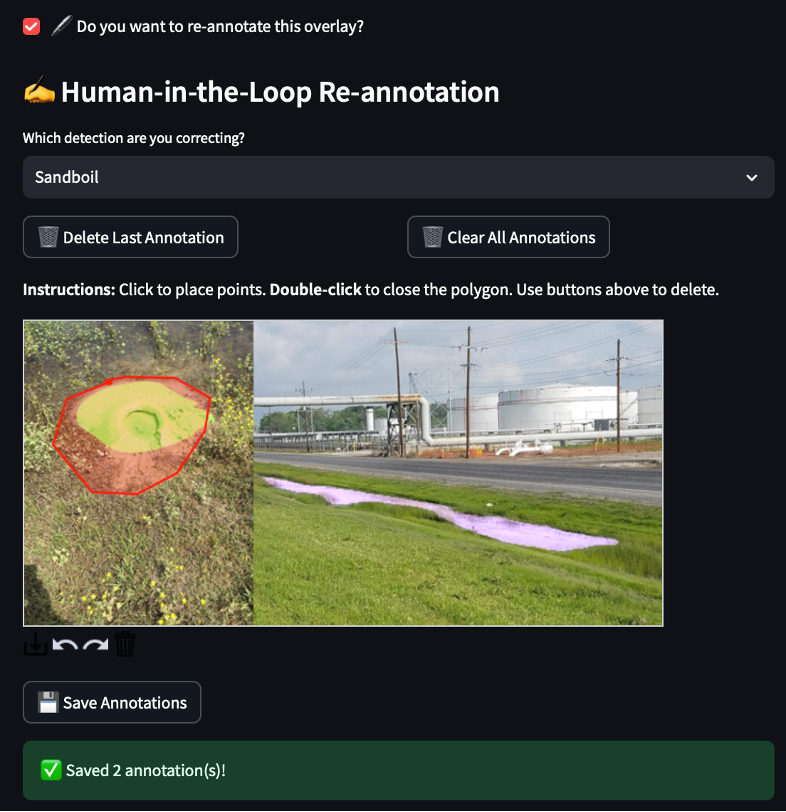 Do you want to re-annotate this overlay?
Human-in-the-Loop Re-annotation
Which detection are you correcting?
Sandboil
Delete Last Annotation
Clear All Annotations
Instructions: Click to place points. Double-click to close the polygon. Use buttons above to delete.
Save Annotations
Saved 2 annotation(s)!